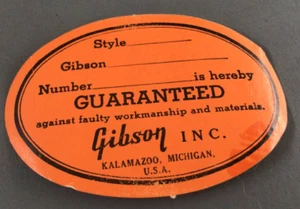 Style
Gibson
Number is hereby
GUARANTEED
against faulty workmanship and materials.
Gibson INC.
KALAMAZOO, MICHIGAN,
U.S.A.